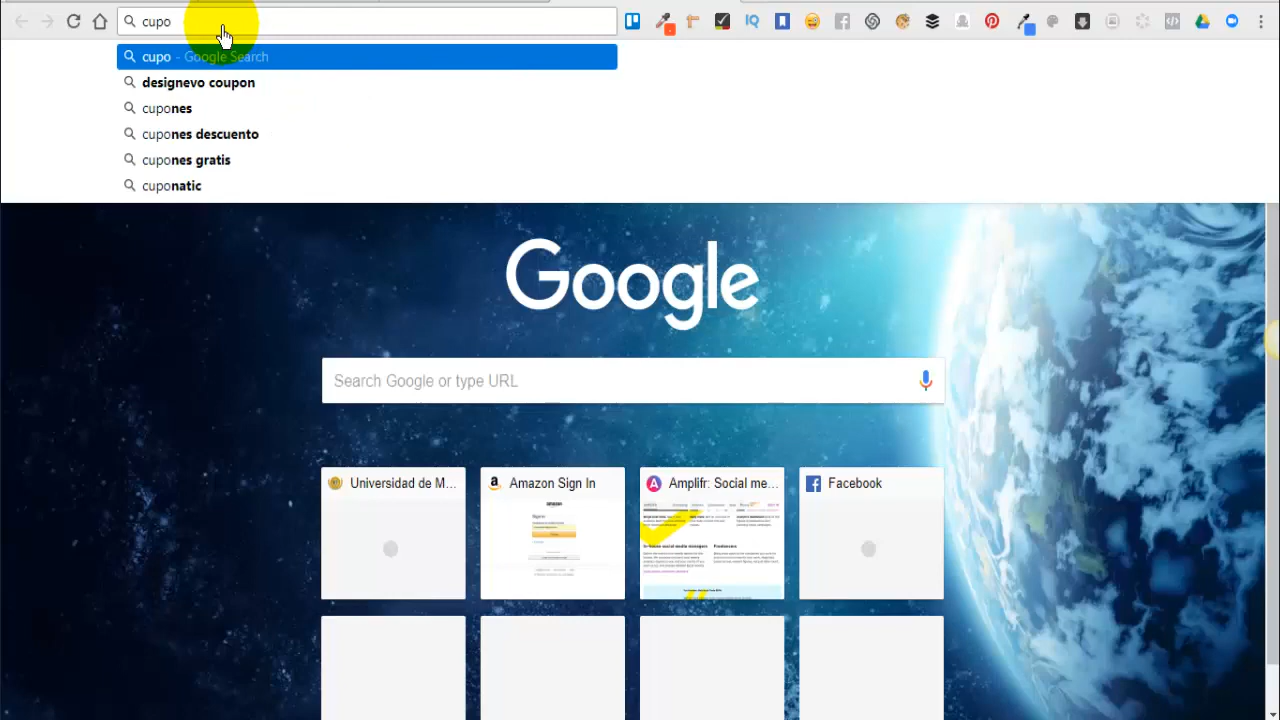 cupo
cupo - Google Search
designevo coupon
cupones
cupones descuento
cupones gratis
cuponatic
Google
Search Google or type URL
Universidad de M...
Amazon Sign In
Amplifr: Social me...
Facebook